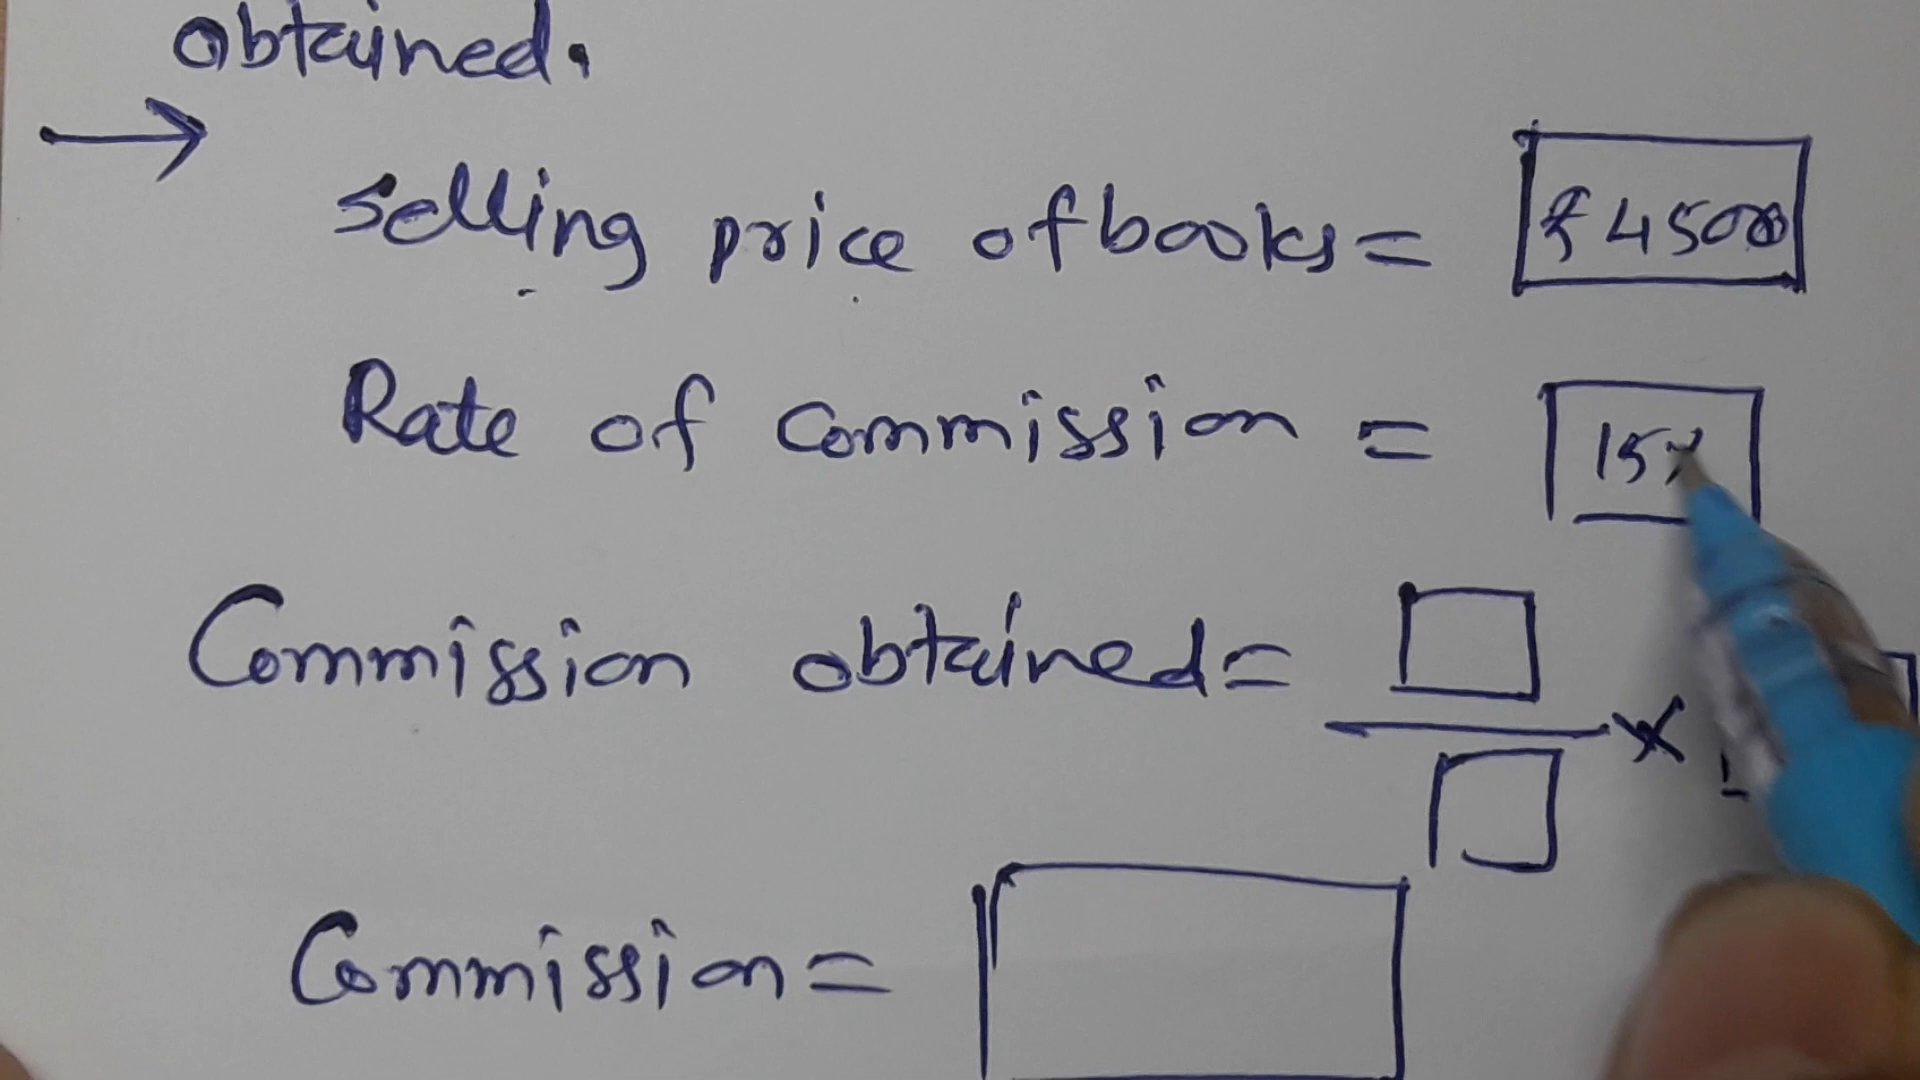 obtained.
→
Selling price of books = ₹4500
Rate of Commission = 15%
Commission obtained = □/□ ×
Commission =